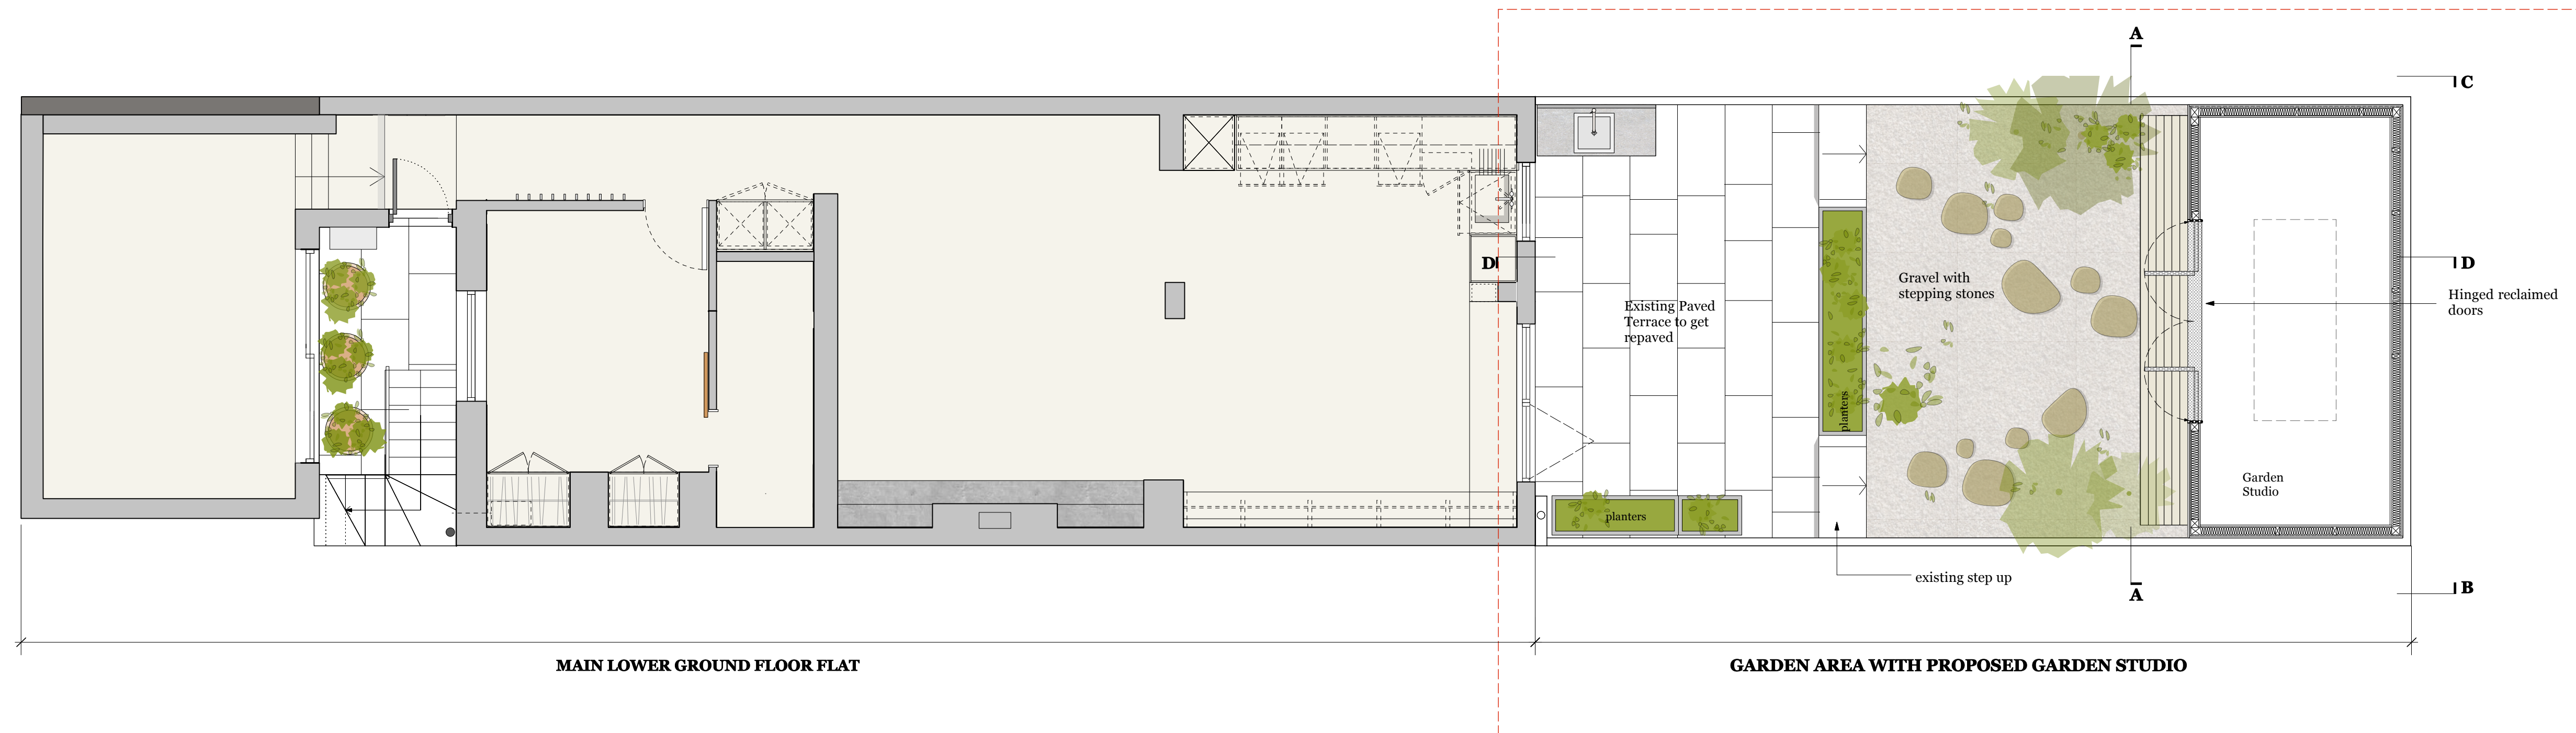 A
C
D
D
Hinged reclaimed
doors
Gravel with
stepping stones
Existing Paved
Terrace to get
repaved
planters
Garden
Studio
planters
existing step up
A
B
MAIN LOWER GROUND FLOOR FLAT
GARDEN AREA WITH PROPOSED GARDEN STUDIO